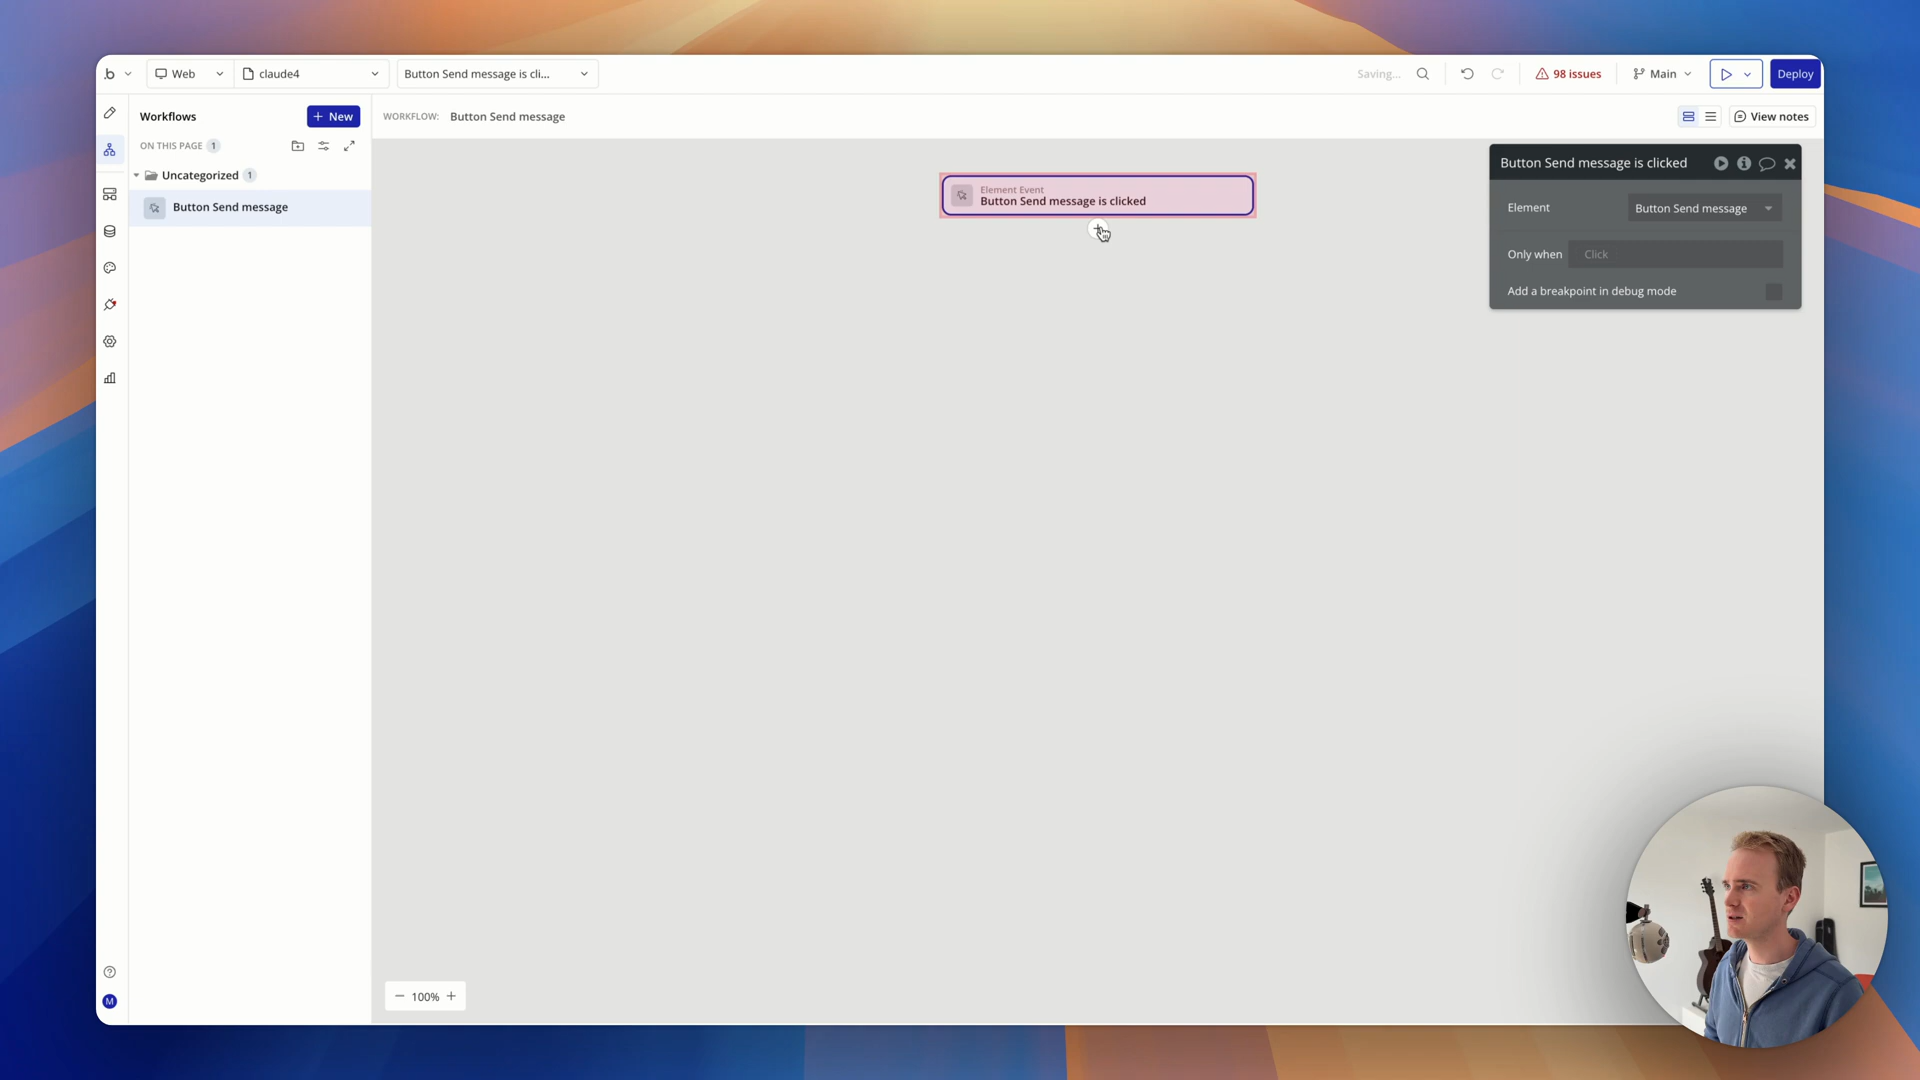 b
Web
claude4
Button Send message is cli...
Saving...
98 issues
Main
Deploy
Workflows
+ New
WORKFLOW: Button Send message
View notes
ON THIS PAGE 1
Uncategorized 1
Button Send message
Element Event
Button Send message is clicked
Button Send message is clicked
Element
Button Send message
Only when
Click
Add a breakpoint in debug mode
100%
M